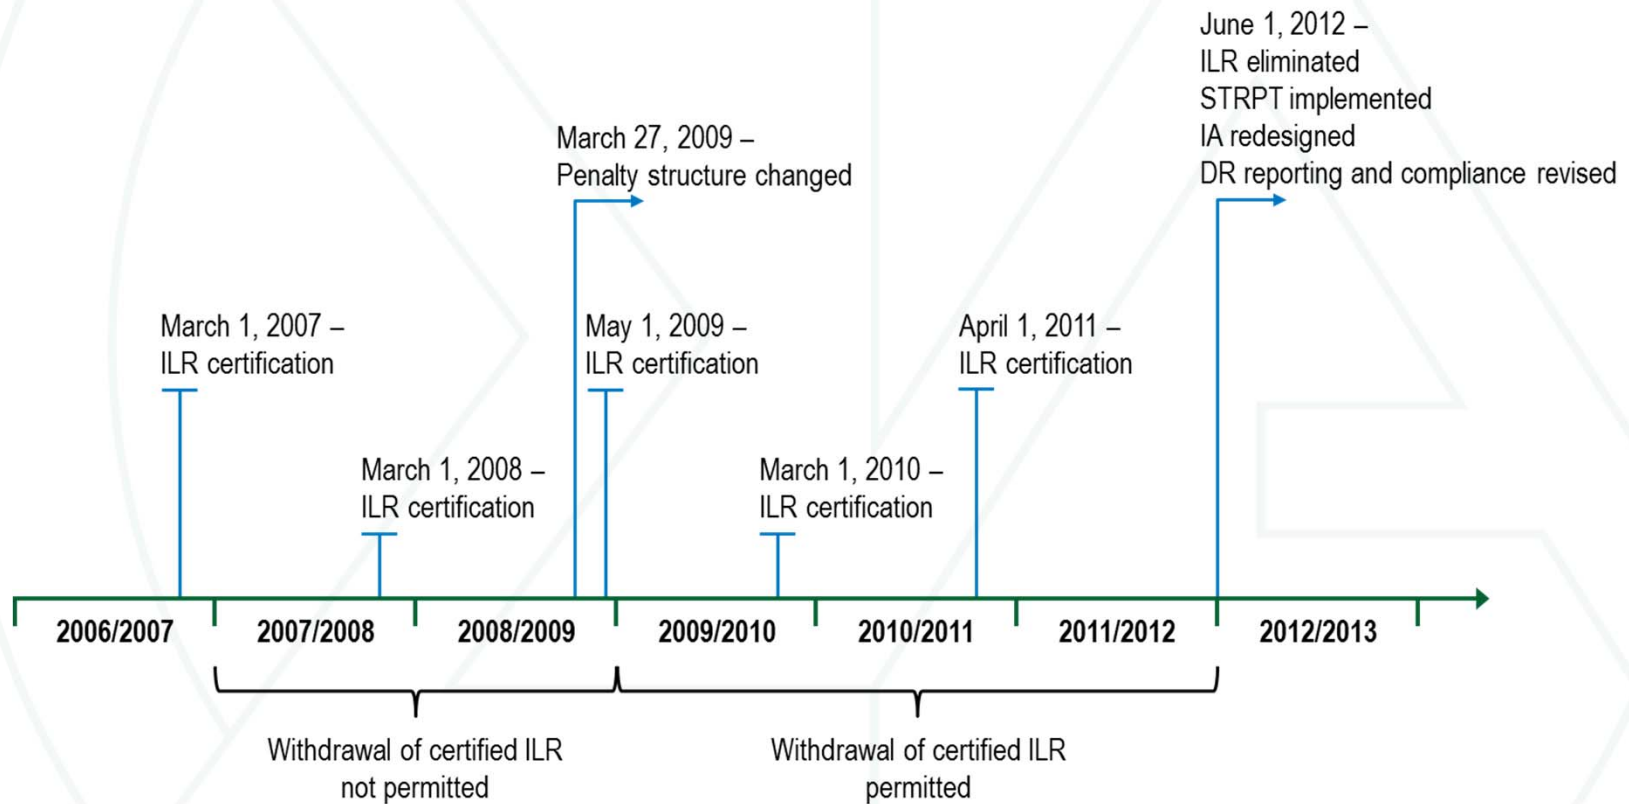 June 1, 2012 –
ILR eliminated
STRPT implemented
IA redesigned
DR reporting and compliance revised
March 27, 2009 –
Penalty structure changed
March 1, 2007 –
ILR certification
May 1, 2009 –
ILR certification
April 1, 2011 –
ILR certification
March 1, 2008 –
ILR certification
March 1, 2010 –
ILR certification
2006/2007
2007/2008
2008/2009
2009/2010
2010/2011
2011/2012
2012/2013
Withdrawal of certified ILR
not permitted
Withdrawal of certified ILR
permitted